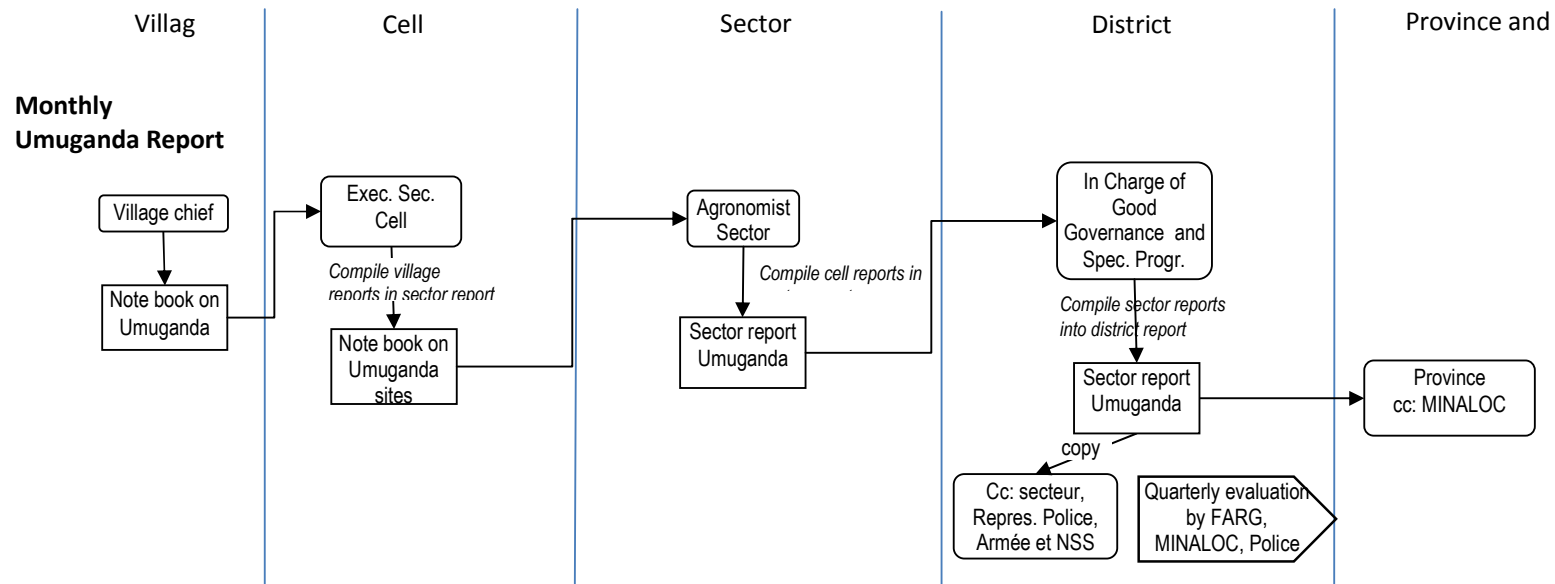 Villag
Cell
Sector
District
Province and
Monthly
Umuganda Report
Village chief
Note book on
Umuganda
Exec. Sec.
Cell
Compile village
reports in sector report
Note book on
Umuganda
sites
Agronomist
Sector
Compile cell reports in
Sector report
Umuganda
In Charge of
Good
Governance and
Spec. Progr.
Compile sector reports
into district report
Sector report
Umuganda
copy
Cc: secteur,
Repres. Police,
Armée et NSS
Quarterly evaluation
by FARG,
MINALOC, Police
Province
cc: MINALOC